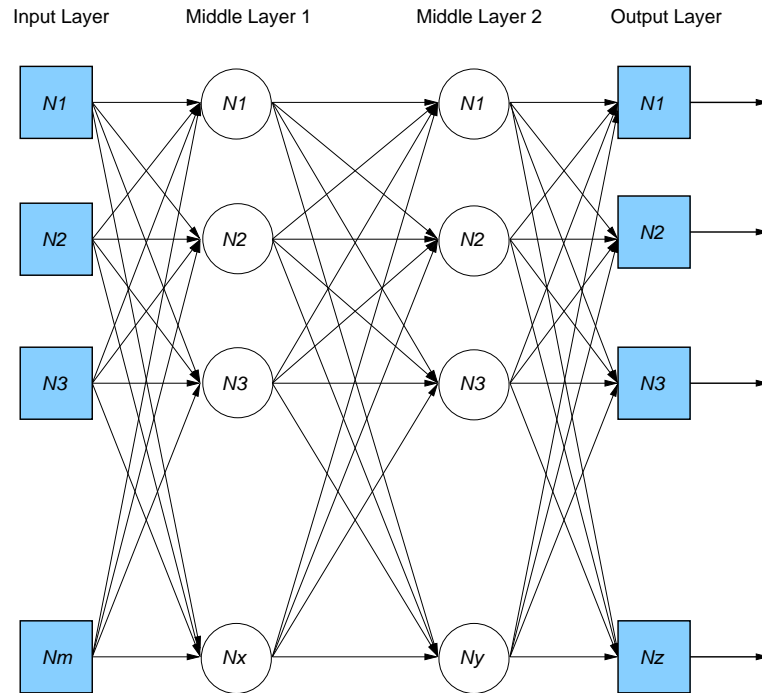 Input Layer Middle Layer 1 Middle Layer 2 Output Layer
N1 N1 N1 N1
N2 N2 N2 N2
N3 N3 N3 N3
Nm Nx Ny Nz